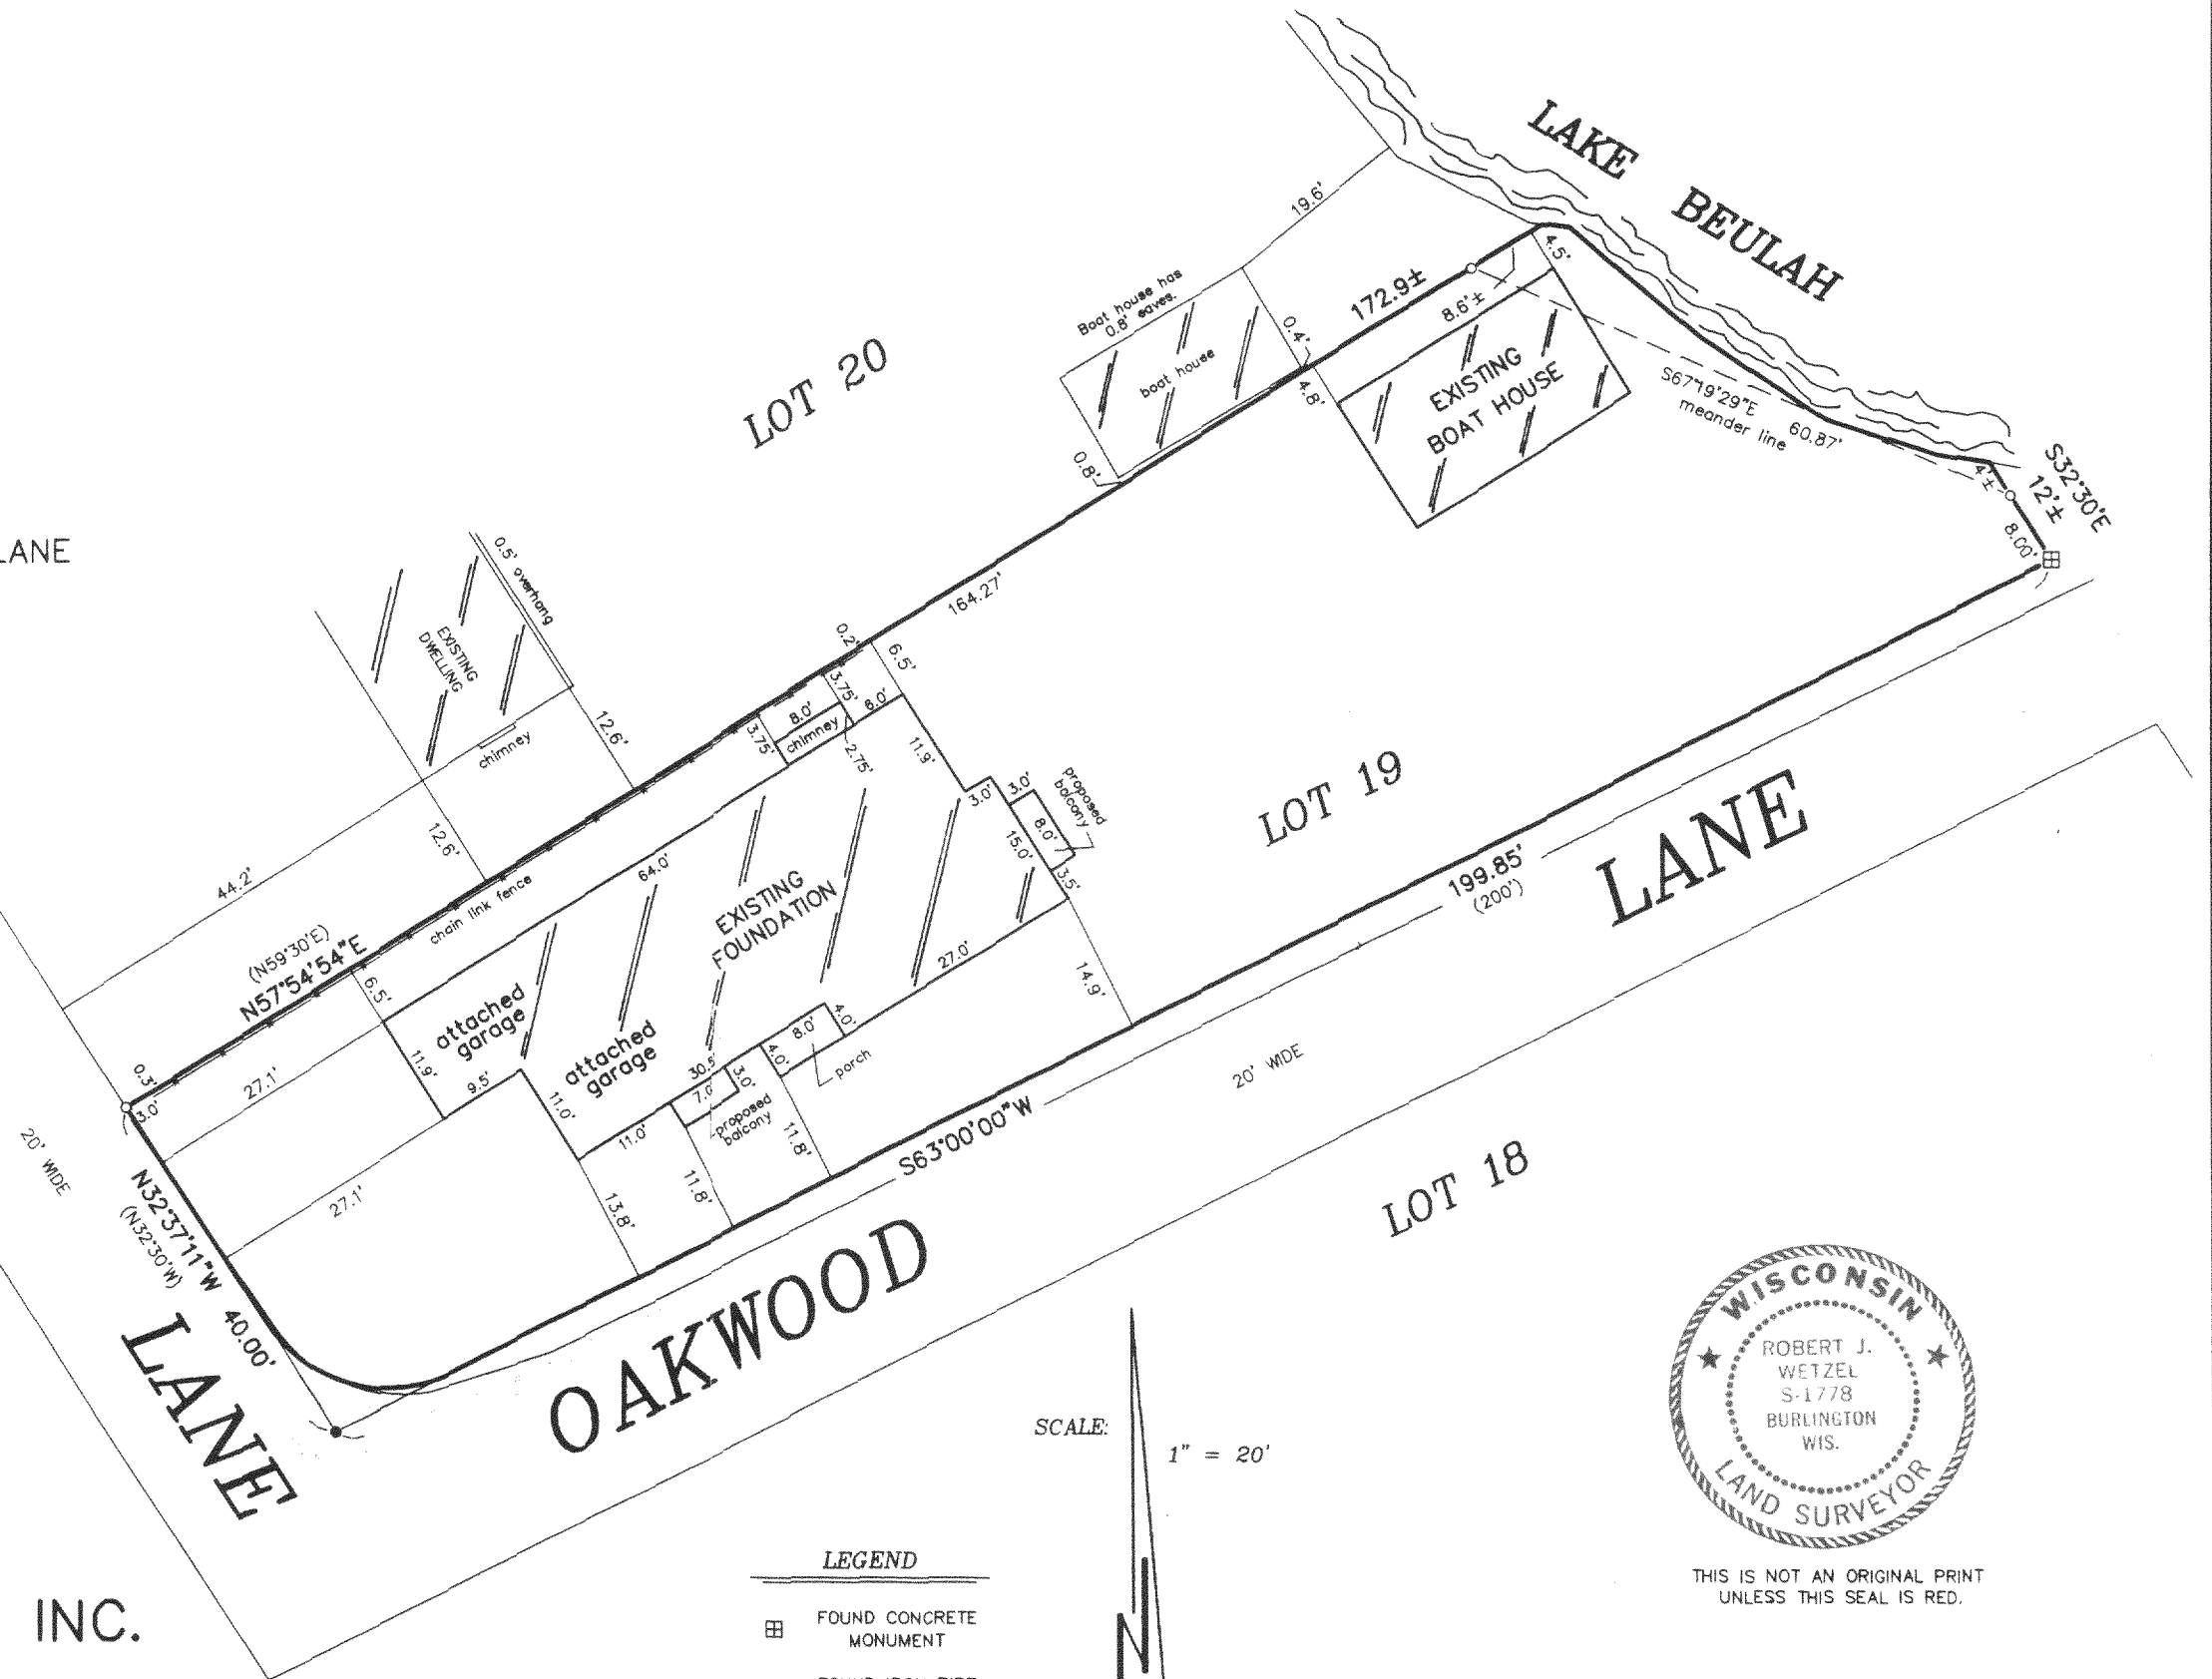 LAKE BEULAH
19.6'
Boat house has
0.8' eaves.
boat house
0.4'
0.8'
172.9±
8.6'±
4.5'
4.8'
EXISTING
BOAT HOUSE
S67°19'29"E
meander line
60.87'
S32°30'E
12'±
4'±
8.00'
LOT 20
LANE
0.5' overhang
EXISTING
DWELLING
chimney
12.6'
12.6'
44.2'
164.27'
0.2'
6.5'
3.75'
8.0'
6.0'
chimney
3.75'
2.75'
11.9'
3.0'
3.0'
proposed
balcony
8.0'
15.0'
3.5'
64.0'
chain link fence
(N59°30'E)
N57°54'54"E
6.5'
EXISTING
FOUNDATION
27.0'
14.9'
attached
garage
attached
garage
11.9'
9.5'
11.0'
11.0'
30.5'
7.0'
3.0'
proposed
balcony
4.0'
8.0'
4.0'
porch
11.8'
11.8'
13.8'
0.3'
3.0'
27.1'
27.1'
20' WIDE
N32°37'11"W 40.00'
(N32°30'W)
LANE
LOT 19
199.85'
(200')
LANE
20' WIDE
S63°00'00"W
OAKWOOD
LOT 18
SCALE:
1" = 20'
N
LEGEND
FOUND CONCRETE
MONUMENT
INC.
WISCONSIN
ROBERT J.
WETZEL
S-1778
BURLINGTON
WIS.
LAND SURVEYOR
THIS IS NOT AN ORIGINAL PRINT
UNLESS THIS SEAL IS RED.